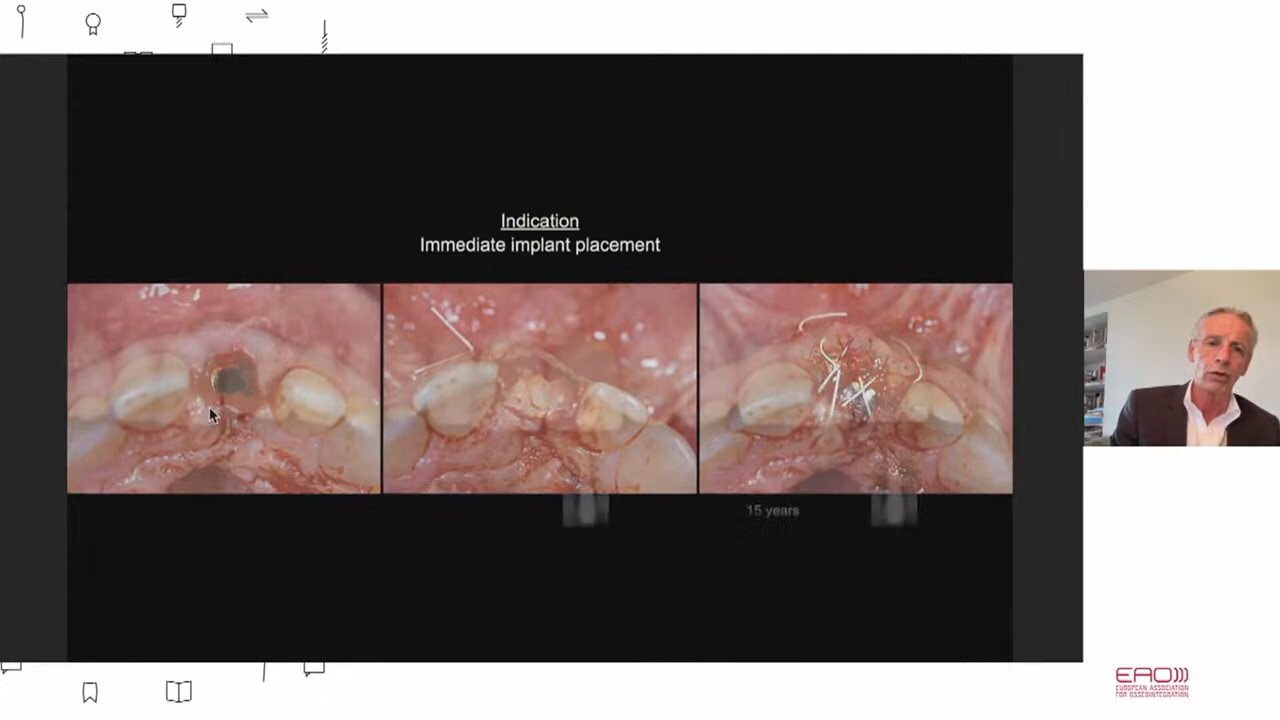 Indication
Immediate implant placement
15 years
EAO
EUROPEAN ASSOCIATION
FOR OSSEOINTEGRATION